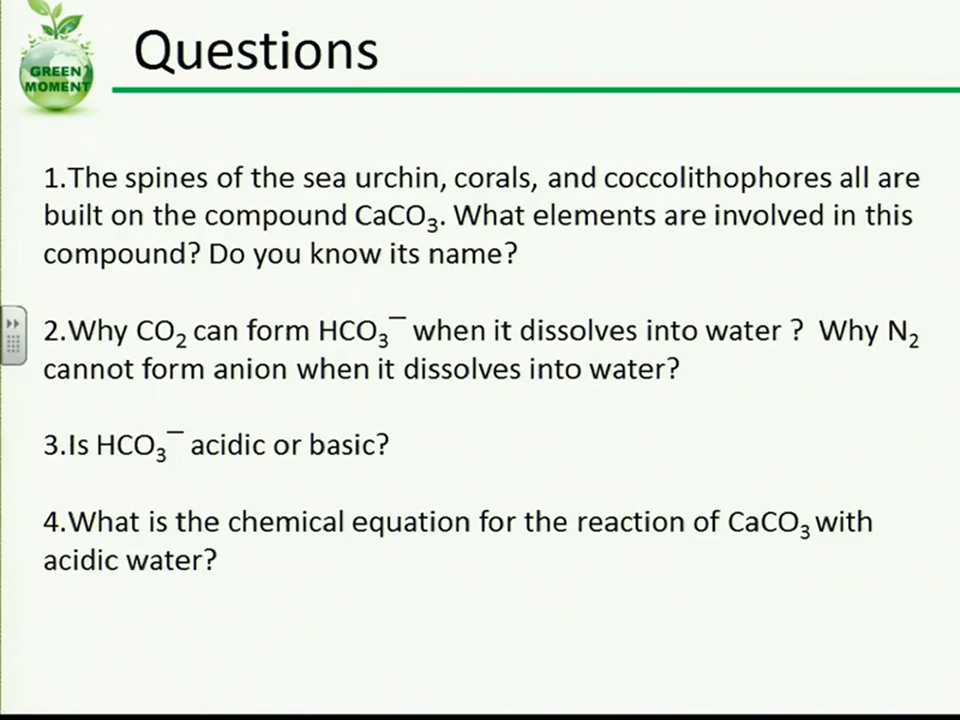 GREEN
MOMENT
Questions
1.The spines of the sea urchin, corals, and coccolithophores all are
built on the compound CaCO₃. What elements are involved in this
compound? Do you know its name?
2.Why CO₂ can form HCO₃⁻ when it dissolves into water ? Why N₂
cannot form anion when it dissolves into water?
3.Is HCO₃⁻ acidic or basic?
4.What is the chemical equation for the reaction of CaCO₃ with
acidic water?